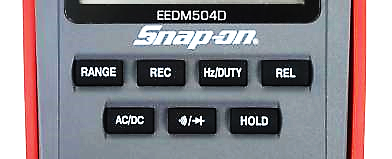 EEDM504D
Snap-on
RANGE REC Hz/DUTY REL
AC/DC HOLD